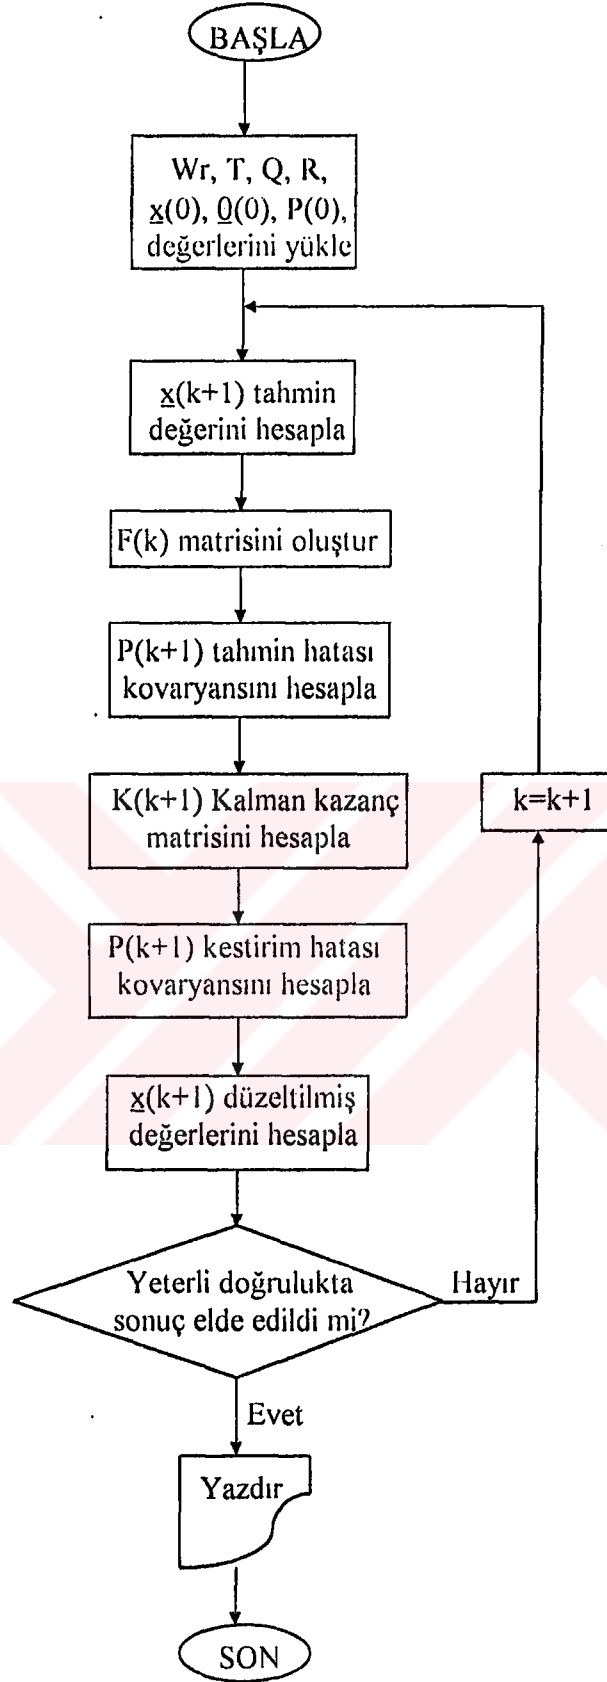 BAŞLA
Wr, T, Q, R,
x(0), 0(0), P(0),
değerlerini yükle
x(k+1) tahmin
değerini hesapla
F(k) matrisini oluştur
P(k+1) tahmin hatası
kovaryansını hesapla
K(k+1) Kalman kazanç
matrisini hesapla
k=k+1
P(k+1) kestirim hatası
kovaryansını hesapla
x(k+1) düzeltilmiş
değerlerini hesapla
Yeterli doğrulukta
sonuç elde edildi mi?
Hayır
Evet
Yazdır
SON